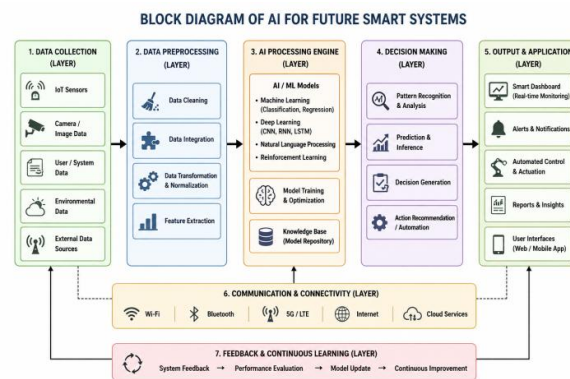 BLOCK DIAGRAM OF AI FOR FUTURE SMART SYSTEMS
1. DATA COLLECTION
(LAYER)
IoT Sensors
Camera /
Image Data
User / System
Data
Environmental
Data
External Data
Sources
2. DATA PREPROCESSING
(LAYER)
Data Cleaning
Data Integration
Data Transformation
& Normalization
Feature Extraction
3. AI PROCESSING ENGINE
(LAYER)
AI / ML Models
• Machine Learning
(Classification, Regression)
• Deep Learning
(CNN, RNN, LSTM)
• Natural Language Processing
• Reinforcement Learning
Model Training
& Optimization
Knowledge Base
(Model Repository)
4. DECISION MAKING
(LAYER)
Pattern Recognition
& Analysis
Prediction &
Inference
Decision Generation
Action Recommendation
/ Automation
5. OUTPUT & APPLICATION
(LAYER)
Smart Dashboard
(Real-time Monitoring)
Alerts & Notifications
Automated Control
& Actuation
Reports & Insights
User Interfaces
(Web / Mobile App)
6. COMMUNICATION & CONNECTIVITY (LAYER)
Wi-Fi
Bluetooth
5G / LTE
Internet
Cloud Services
7. FEEDBACK & CONTINUOUS LEARNING (LAYER)
System Feedback → Performance Evaluation → Model Update → Continuous Improvement